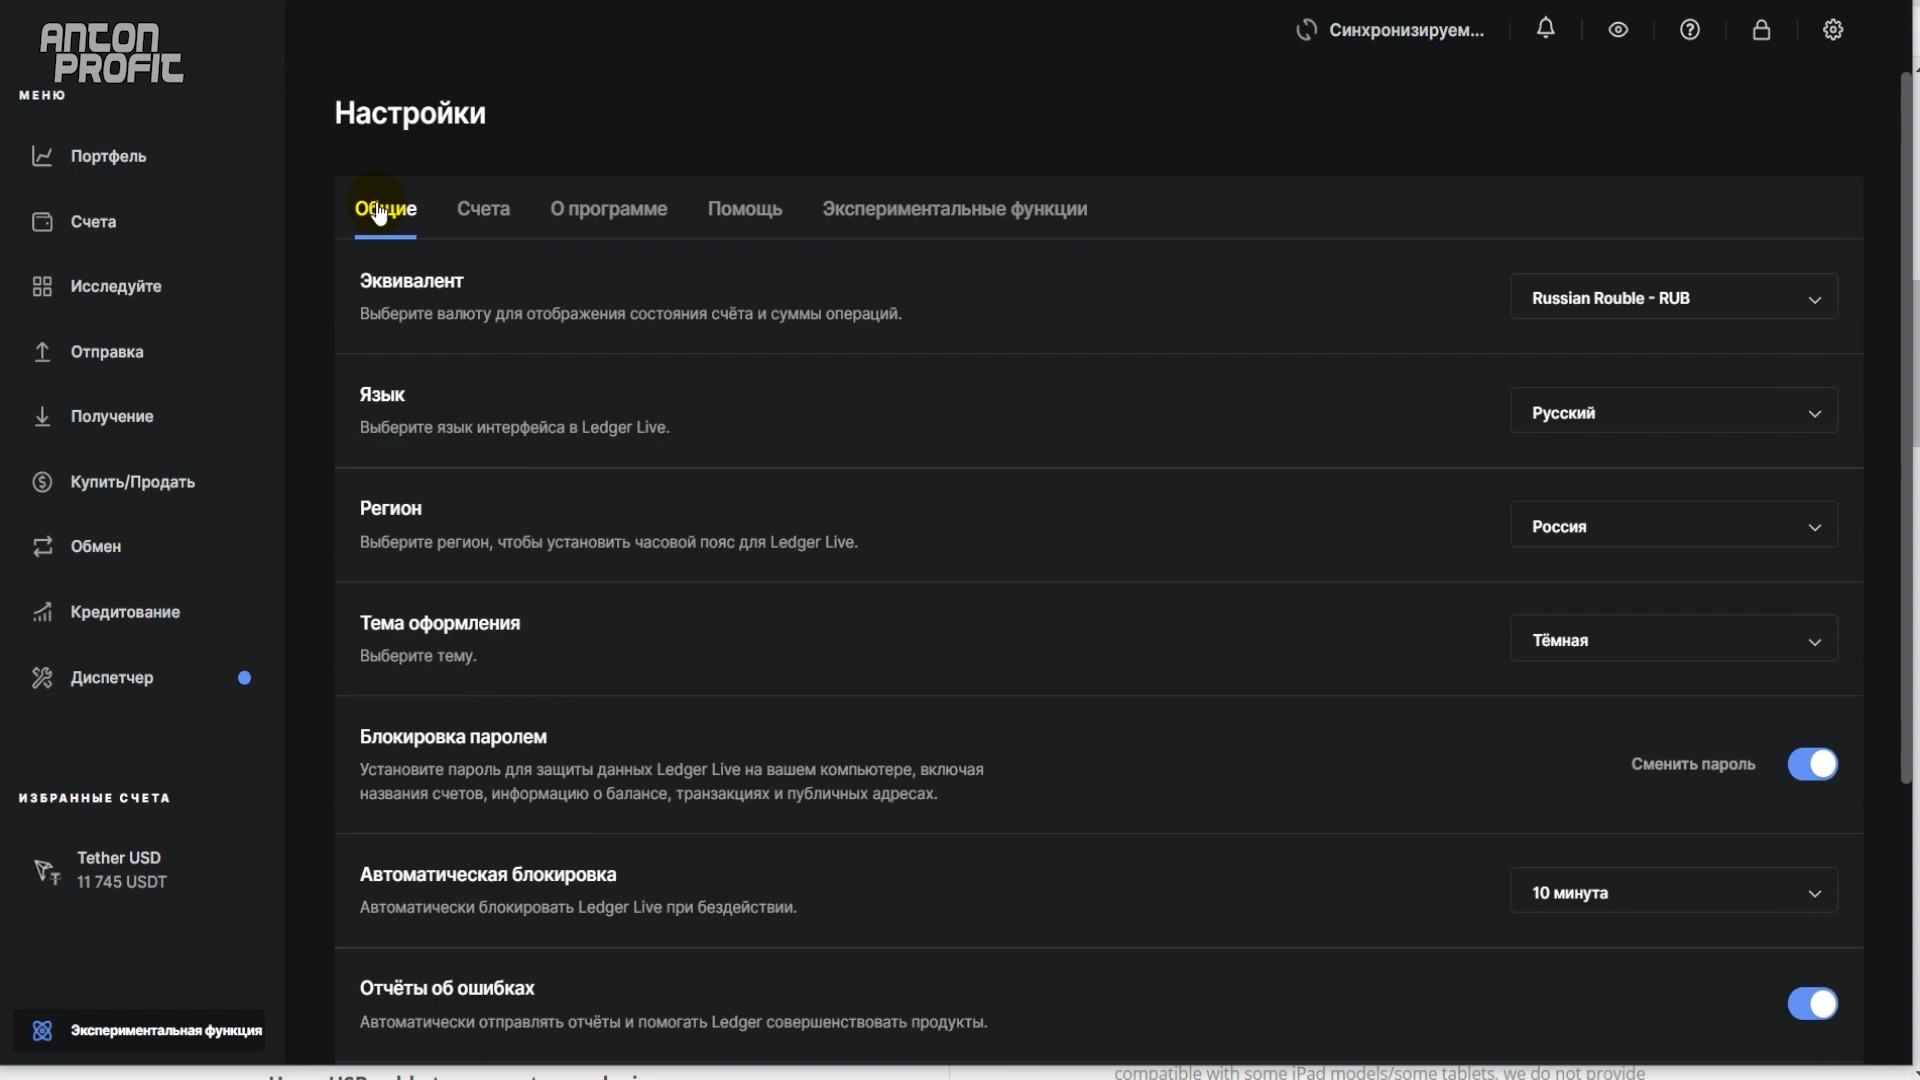 ANTON
PROFIT
МЕНЮ
Портфель
Счета
Исследуйте
Отправка
Получение
Купить/Продать
Обмен
Кредитование
Диспетчер
ИЗБРАННЫЕ СЧЕТА
Tether USD
11 745 USDT
Экспериментальная функция
Синхронизируем...
Настройки
Общие Счета О программе Помощь Экспериментальные функции
Эквивалент
Выберите валюту для отображения состояния счёта и суммы операций.
Russian Rouble - RUB
Язык
Выберите язык интерфейса в Ledger Live.
Русский
Регион
Выберите регион, чтобы установить часовой пояс для Ledger Live.
Россия
Тема оформления
Выберите тему.
Тёмная
Блокировка паролем
Установите пароль для защиты данных Ledger Live на вашем компьютере, включая
названия счетов, информацию о балансе, транзакциях и публичных адресах.
Сменить пароль
Автоматическая блокировка
Автоматически блокировать Ledger Live при бездействии.
10 минута
Отчёты об ошибках
Автоматически отправлять отчёты и помогать Ledger совершенствовать продукты.
compatible with some iPad models/some tablets, we do not provide